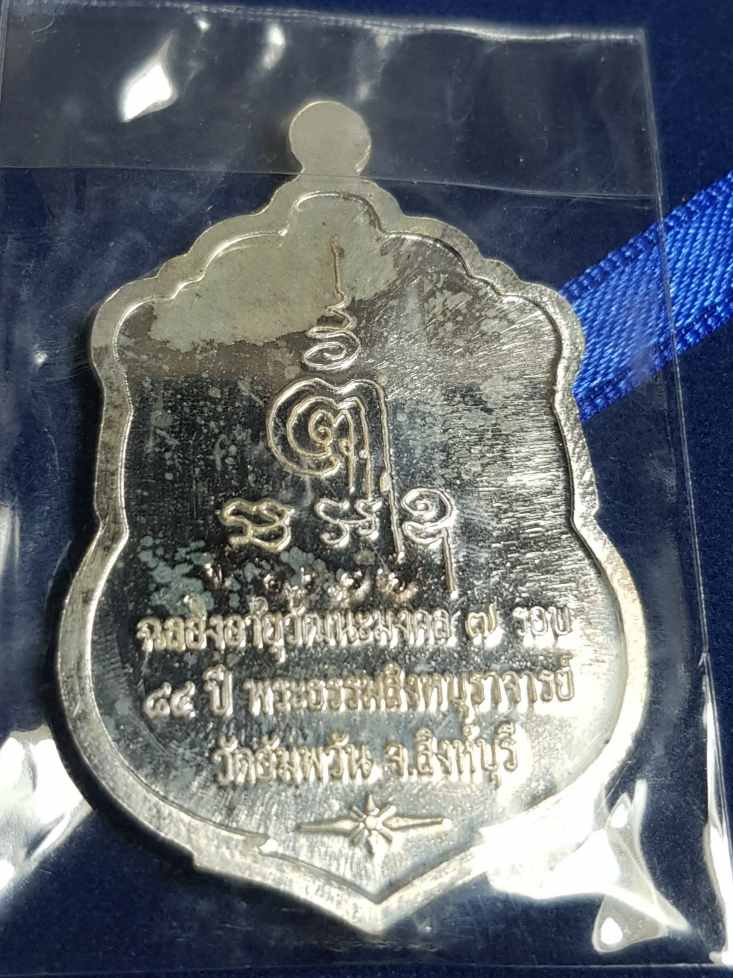 ฉลองอายุวัฒนะมงคล ๗ รอบ
๘๔ ปี พระธรรมสิงหบุราจารย์
วัดอัมพวัน จ.สิงห์บุรี